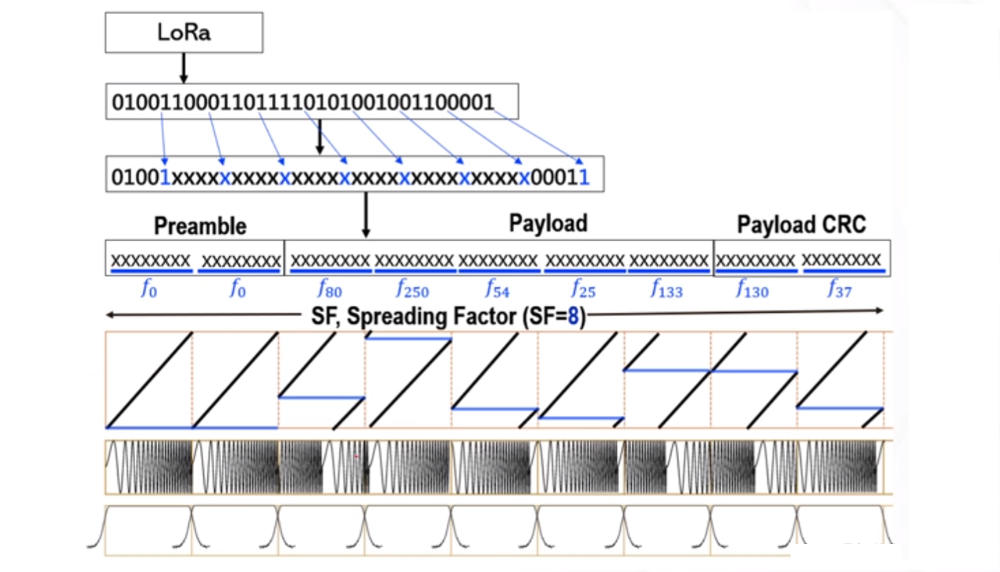 LoRa
01001100011011110101001001100001
01001xxxxxxxxxxxxxxxxxxxxxxxxxxxxxx00011
Preamble Payload Payload CRC
XXXXXXXX XXXXXXXX XXXXXXXX XXXXXXXX XXXXXXXX XXXXXXXX XXXXXXXX XXXXXXXX XXXXXXXX
f0 f0 f80 f250 f54 f25 f133 f130 f37
SF, Spreading Factor (SF=8)